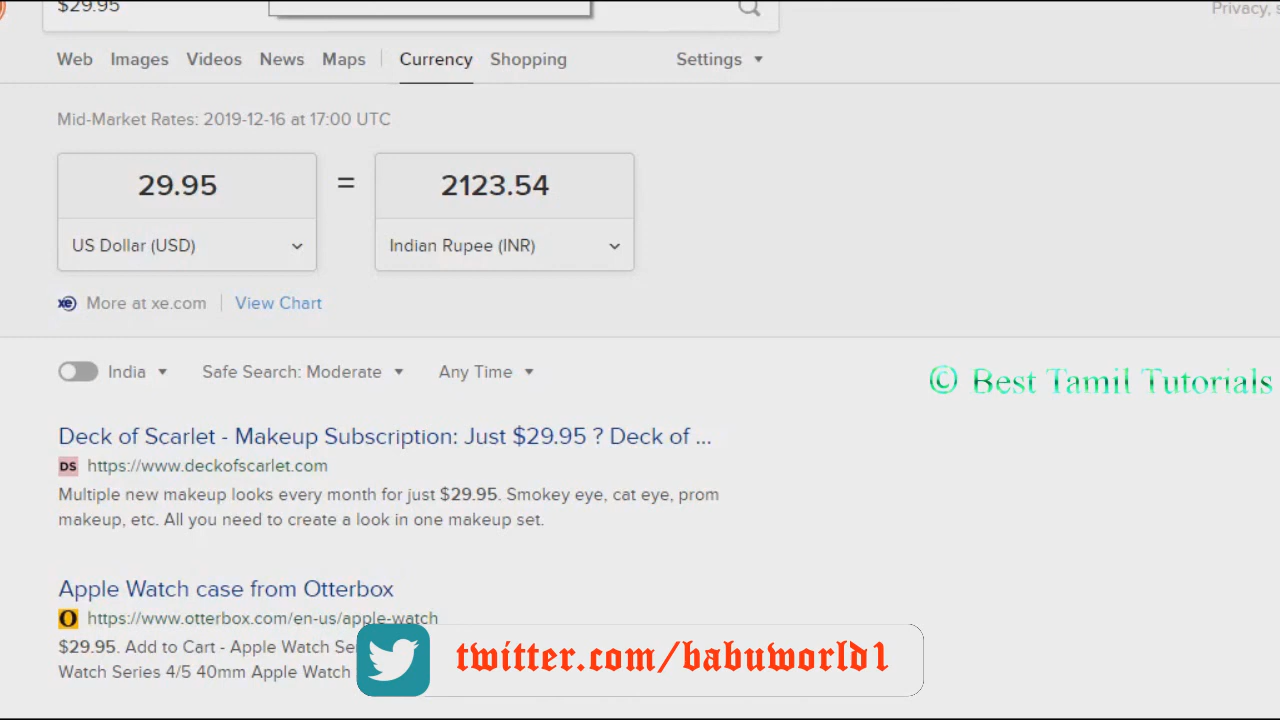 $29.95
Privacy, s
Web Images Videos News Maps Currency Shopping Settings
Mid-Market Rates: 2019-12-16 at 17:00 UTC
29.95 = 2123.54
US Dollar (USD) Indian Rupee (INR)
xe More at xe.com View Chart
India Safe Search: Moderate Any Time
© Best Tamil Tutorials
Deck of Scarlet - Makeup Subscription: Just $29.95 ? Deck of ...
DS https://www.deckofscarlet.com
Multiple new makeup looks every month for just $29.95. Smokey eye, cat eye, prom
makeup, etc. All you need to create a look in one makeup set.
Apple Watch case from Otterbox
O https://www.otterbox.com/en-us/apple-watch
$29.95. Add to Cart - Apple Watch Se
Watch Series 4/5 40mm Apple Watch
twitter.com/babuworld1